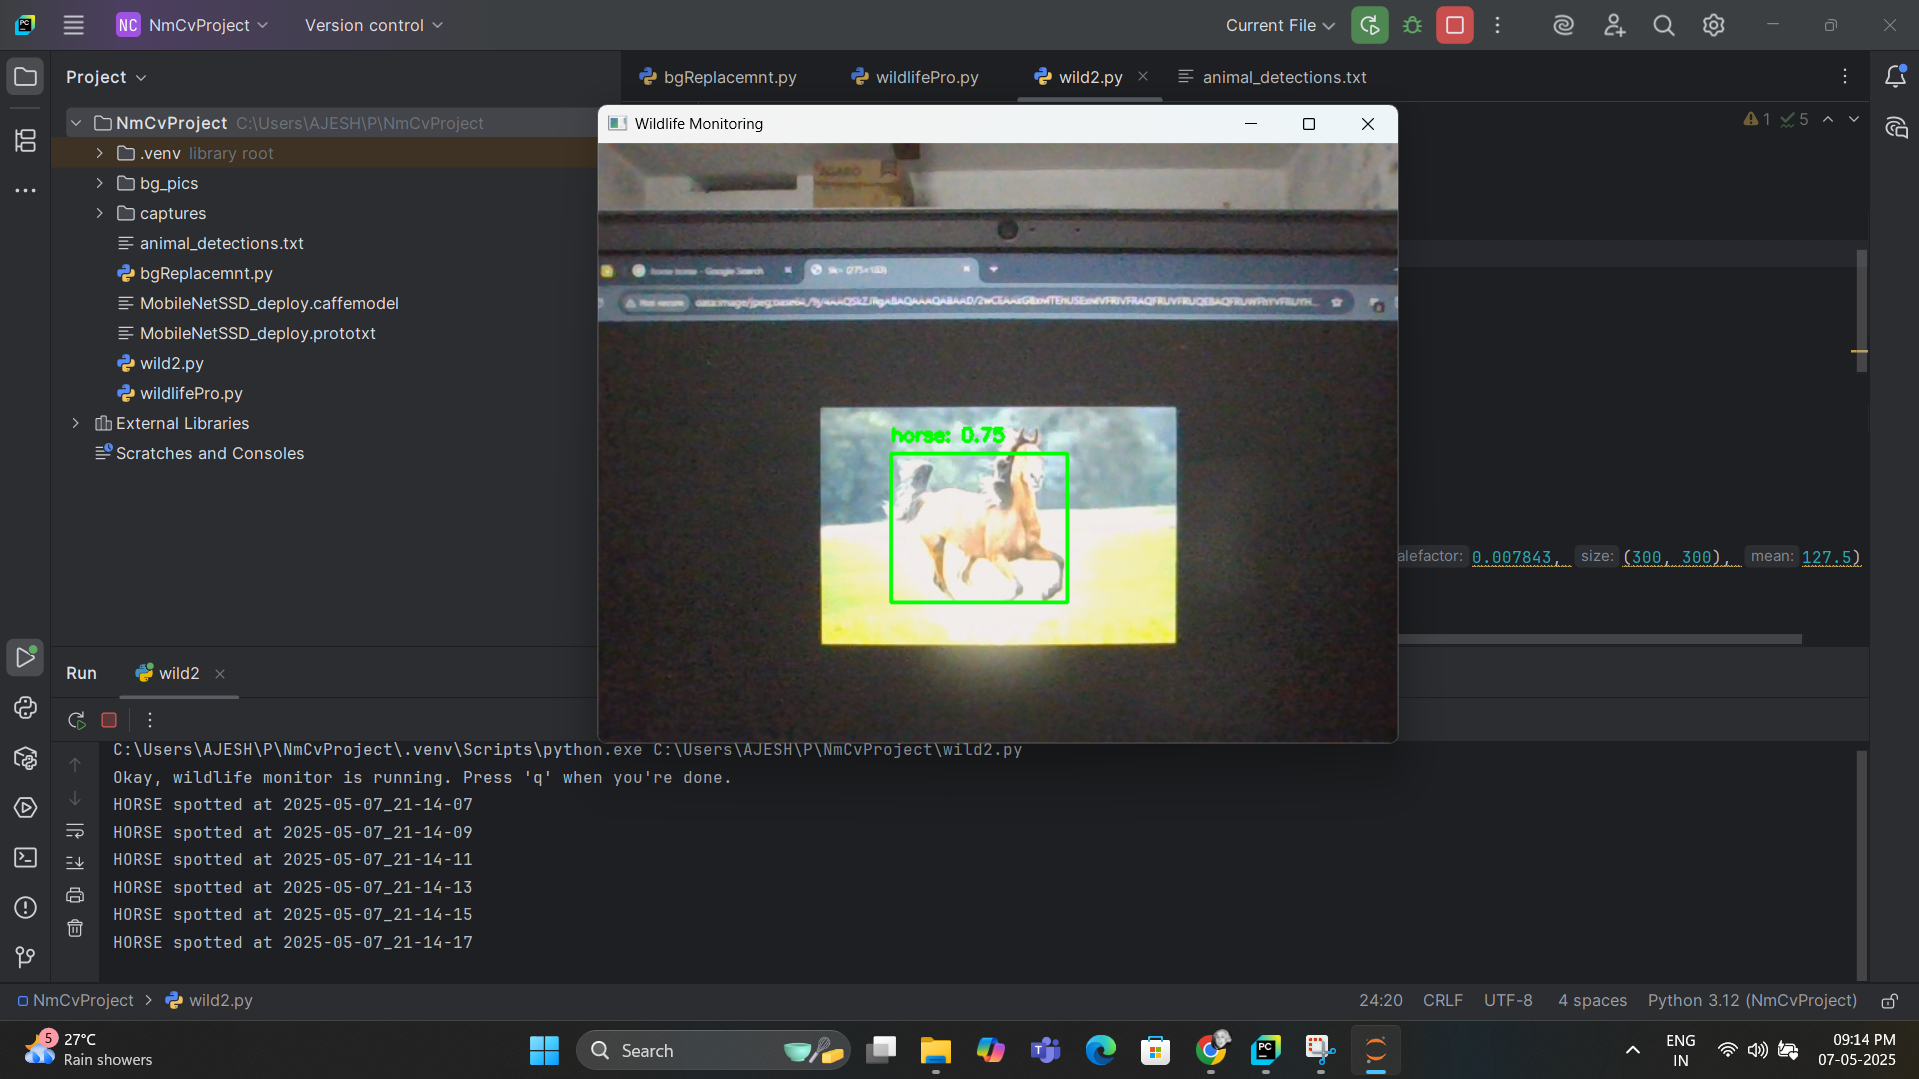 NC NmCvProject Version control Current File
Project
bgReplacemnt.py wildlifePro.py wild2.py animal_detections.txt
NmCvProject C:\Users\AJESH\P\NmCvProject
.venv library root
bg_pics
captures
animal_detections.txt
bgReplacemnt.py
MobileNetSSD_deploy.caffemodel
MobileNetSSD_deploy.prototxt
wild2.py
wildlifePro.py
External Libraries
Scratches and Consoles
1 5
Wildlife Monitoring
horse horse - Google Search
Not secure
horse: 0.75
alefactor: 0.007843, size: (300, 300), mean: 127.5)
Run wild2
C:\Users\AJESH\P\NmCvProject\.venv\Scripts\python.exe C:\Users\AJESH\P\NmCvProject\wild2.py
Okay, wildlife monitor is running. Press 'q' when you're done.
HORSE spotted at 2025-05-07_21-14-07
HORSE spotted at 2025-05-07_21-14-09
HORSE spotted at 2025-05-07_21-14-11
HORSE spotted at 2025-05-07_21-14-13
HORSE spotted at 2025-05-07_21-14-15
HORSE spotted at 2025-05-07_21-14-17
NmCvProject > wild2.py
24:20 CRLF UTF-8 4 spaces Python 3.12 (NmCvProject)
5 27°C
Rain showers
Search
ENG
IN
09:14 PM
07-05-2025